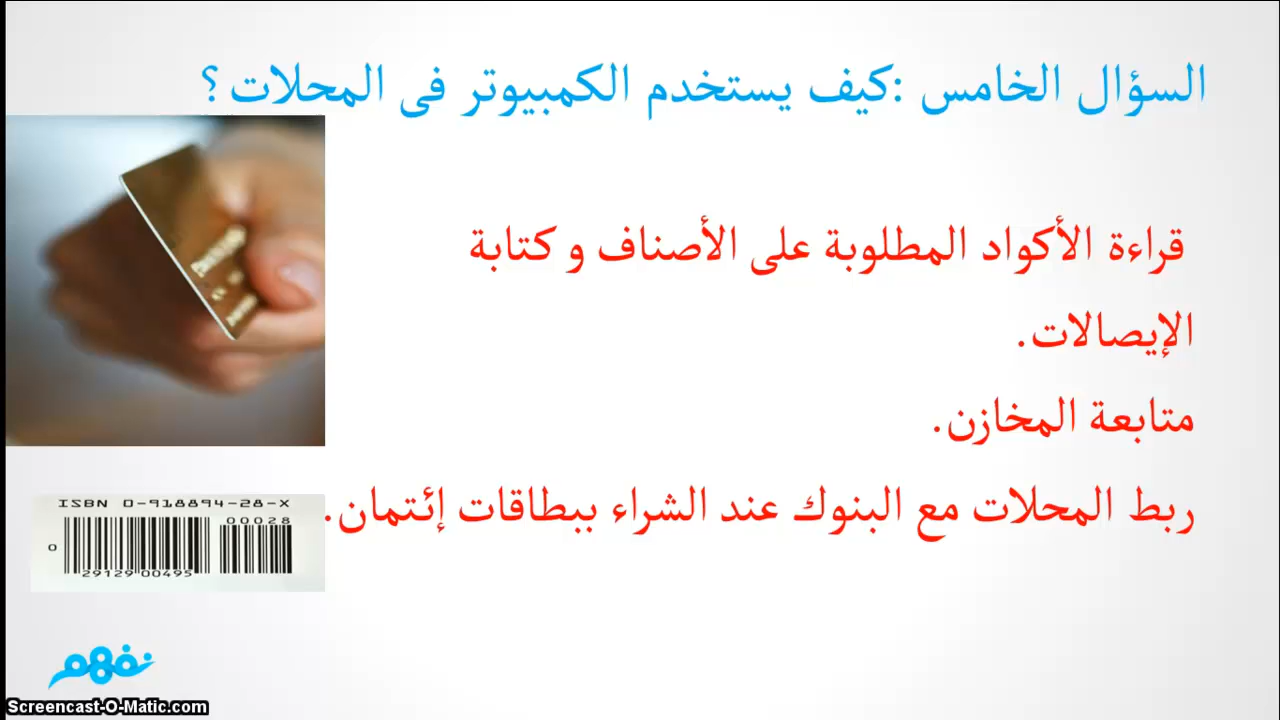 السؤال الخامس :كيف يستخدم الكمبيوتر فى المحلات ؟
قراءة الأكواد المطلوبة على الأصناف و كتابة
الإيصالات.
متابعة المخازن.
ربط المحلات مع البنوك عند الشراء ببطاقات إئتمان.
ISBN 0-918894-28-X
00028
0
29129 00495
نفهم
Screencast-O-Matic.com